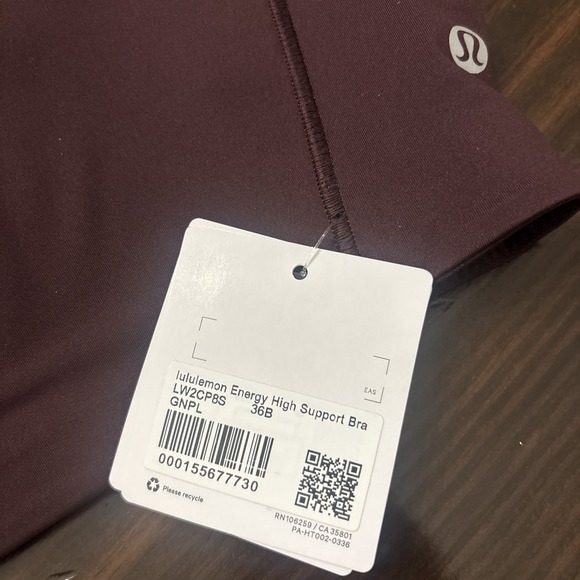 EAS
lululemon Energy High Support Bra
LW2CP8S 36B
GNPL
000155677730
Please recycle
RN106259 / CA 35801
PA-HT002-0336